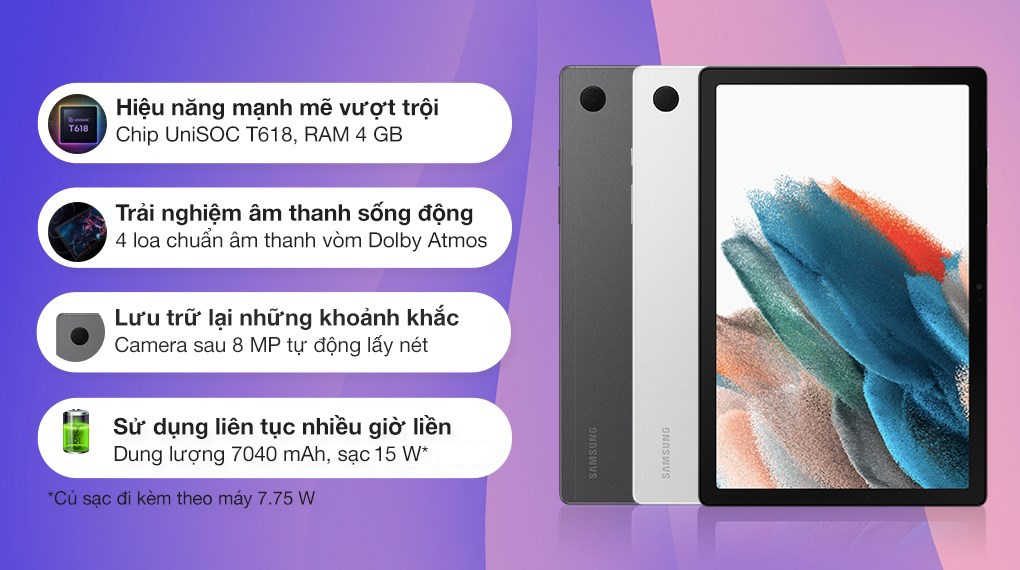 UNISOC
T618
Hiệu năng mạnh mẽ vượt trội
Chip UniSOC T618, RAM 4 GB
Trải nghiệm âm thanh sống động
4 loa chuẩn âm thanh vòm Dolby Atmos
Lưu trữ lại những khoảnh khắc
Camera sau 8 MP tự động lấy nét
Sử dụng liên tục nhiều giờ liền
Dung lượng 7040 mAh, sạc 15 W*
*Củ sạc đi kèm theo máy 7.75 W
SAMSUNG
SAMSUNG